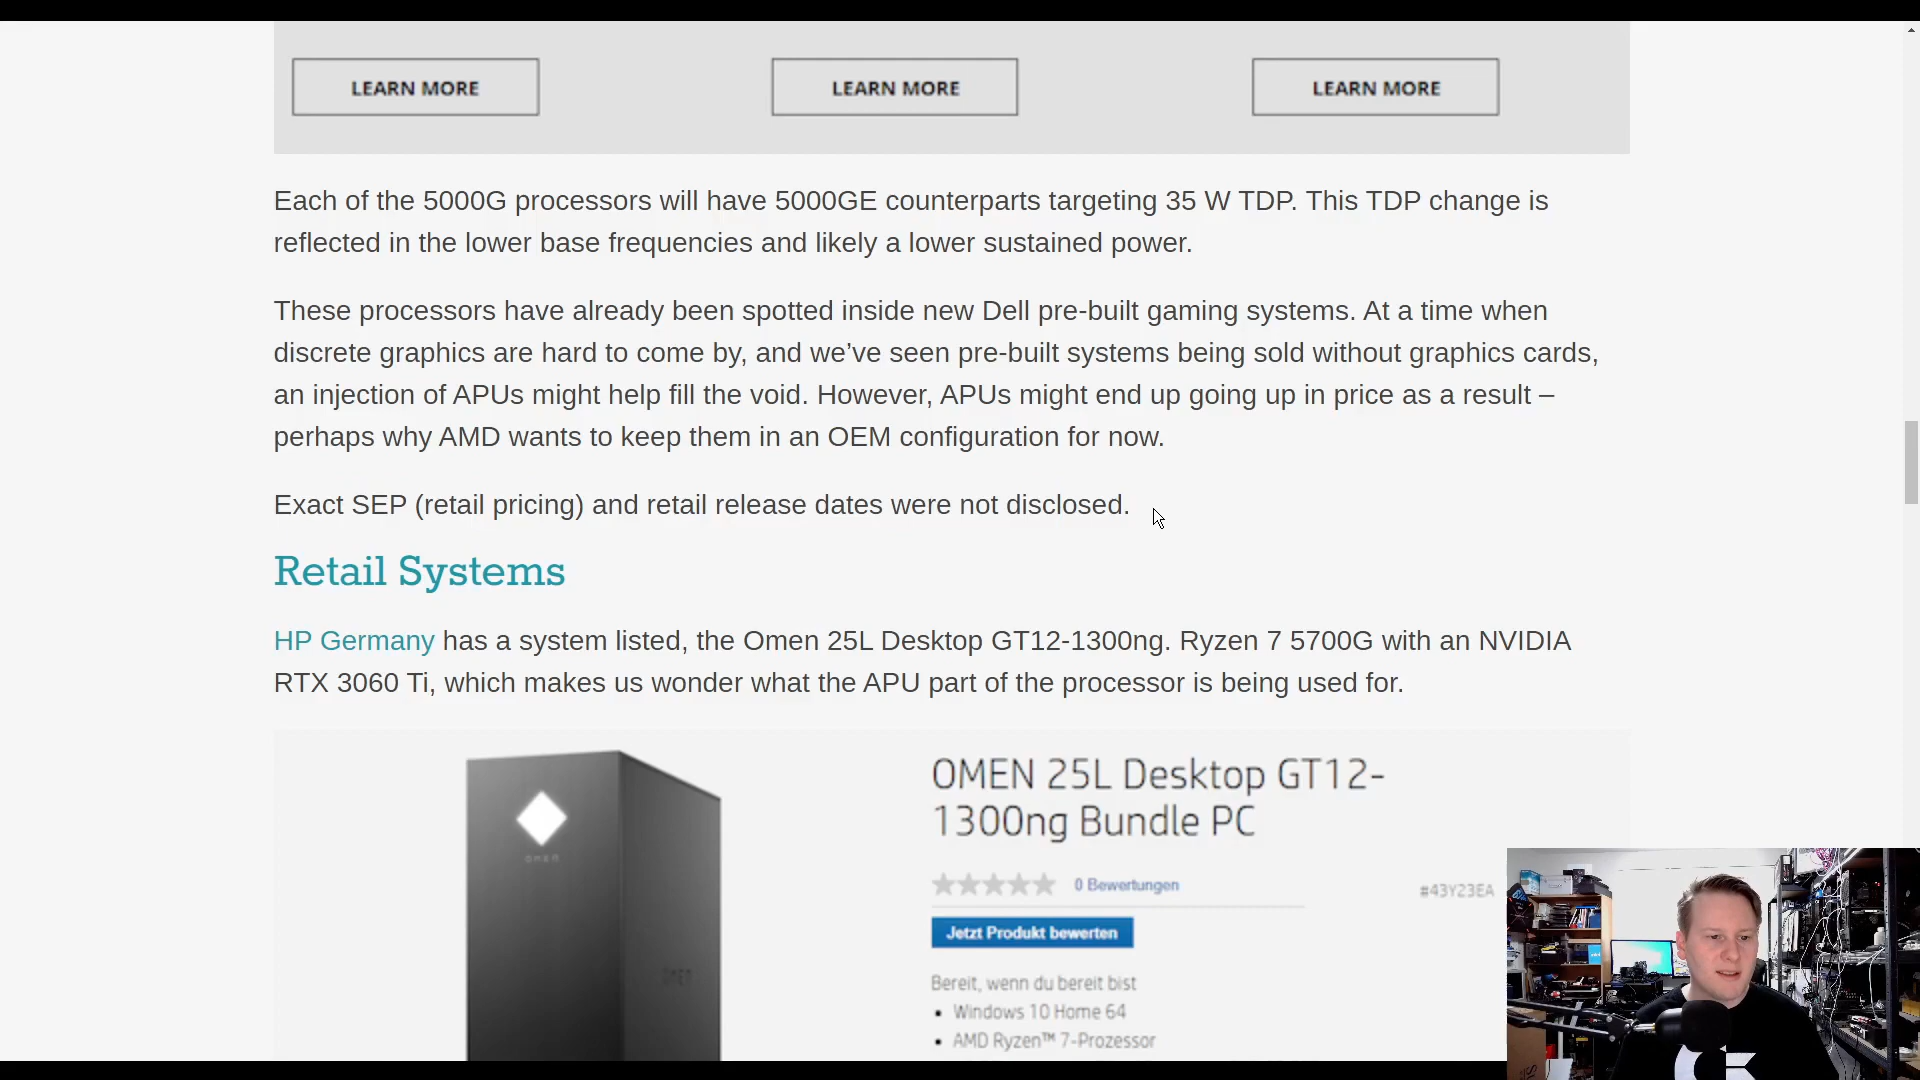 LEARN MORE
LEARN MORE
LEARN MORE
Each of the 5000G processors will have 5000GE counterparts targeting 35 W TDP. This TDP change is
reflected in the lower base frequencies and likely a lower sustained power.
These processors have already been spotted inside new Dell pre-built gaming systems. At a time when
discrete graphics are hard to come by, and we’ve seen pre-built systems being sold without graphics cards,
an injection of APUs might help fill the void. However, APUs might end up going up in price as a result –
perhaps why AMD wants to keep them in an OEM configuration for now.
Exact SEP (retail pricing) and retail release dates were not disclosed.
Retail Systems
HP Germany has a system listed, the Omen 25L Desktop GT12-1300ng. Ryzen 7 5700G with an NVIDIA
RTX 3060 Ti, which makes us wonder what the APU part of the processor is being used for.
OMEN 25L Desktop GT12-
1300ng Bundle PC
0 Bewertungen
#43Y23EA
Jetzt Produkt bewerten
Bereit, wenn du bereit bist
Windows 10 Home 64
AMD Ryzen™ 7-Prozessor
OMEN
OMEN